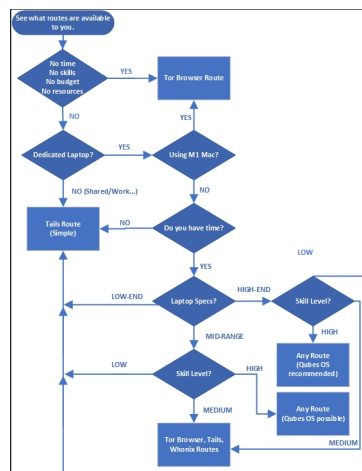 See what routes are available
to you.
No time
No skills
No budget
No resources
YES
Tor Browser Route
NO
YES
Dedicated Laptop?
YES
Using M1 Mac?
NO (Shared/Work...)
NO
Tails Route
(Simple)
NO
Do you have time?
LOW
YES
LOW-END
Laptop Specs?
HIGH-END
Skill Level?
MID-RANGE
HIGH
LOW
Skill Level?
HIGH
Any Route
(Qubes OS
recommended)
MEDIUM
Any Route
(Qubes OS possible)
Tor Browser, Tails,
Whonix Routes
MEDIUM